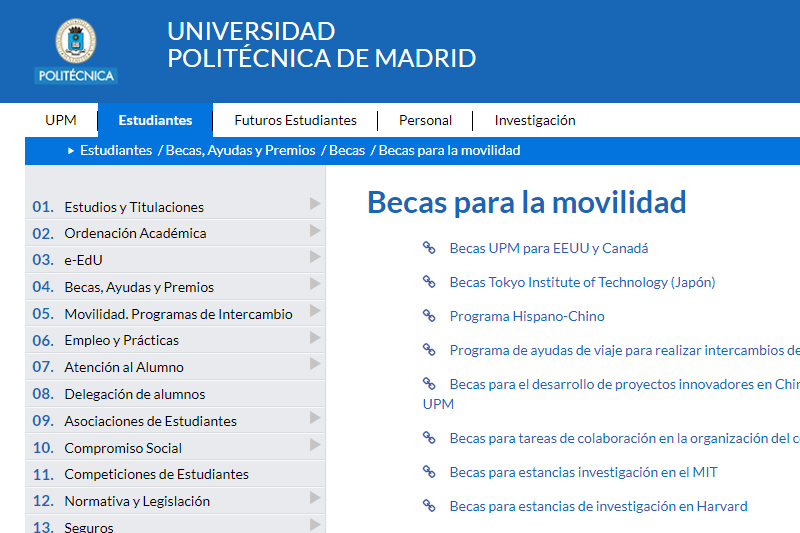 UNIVERSIDAD
POLITÉCNICA DE MADRID
POLITÉCNICA
UPM
Estudiantes
Futuros Estudiantes
Personal
Investigación
Estudiantes / Becas, Ayudas y Premios / Becas / Becas para la movilidad
01. Estudios y Titulaciones
02. Ordenación Académica
03. e-EdU
04. Becas, Ayudas y Premios
05. Movilidad. Programas de Intercambio
06. Empleo y Prácticas
07. Atención al Alumno
08. Delegación de alumnos
09. Asociaciones de Estudiantes
10. Compromiso Social
11. Competiciones de Estudiantes
12. Normativa y Legislación
13. Seguros
Becas para la movilidad
Becas UPM para EEUU y Canadá
Becas Tokyo Institute of Technology (Japón)
Programa Hispano-Chino
Programa de ayudas de viaje para realizar intercambios de
Becas para el desarrollo de proyectos innovadores en Chin
UPM
Becas para tareas de colaboración en la organización del c
Becas para estancias investigación en el MIT
Becas para estancias de investigación en Harvard